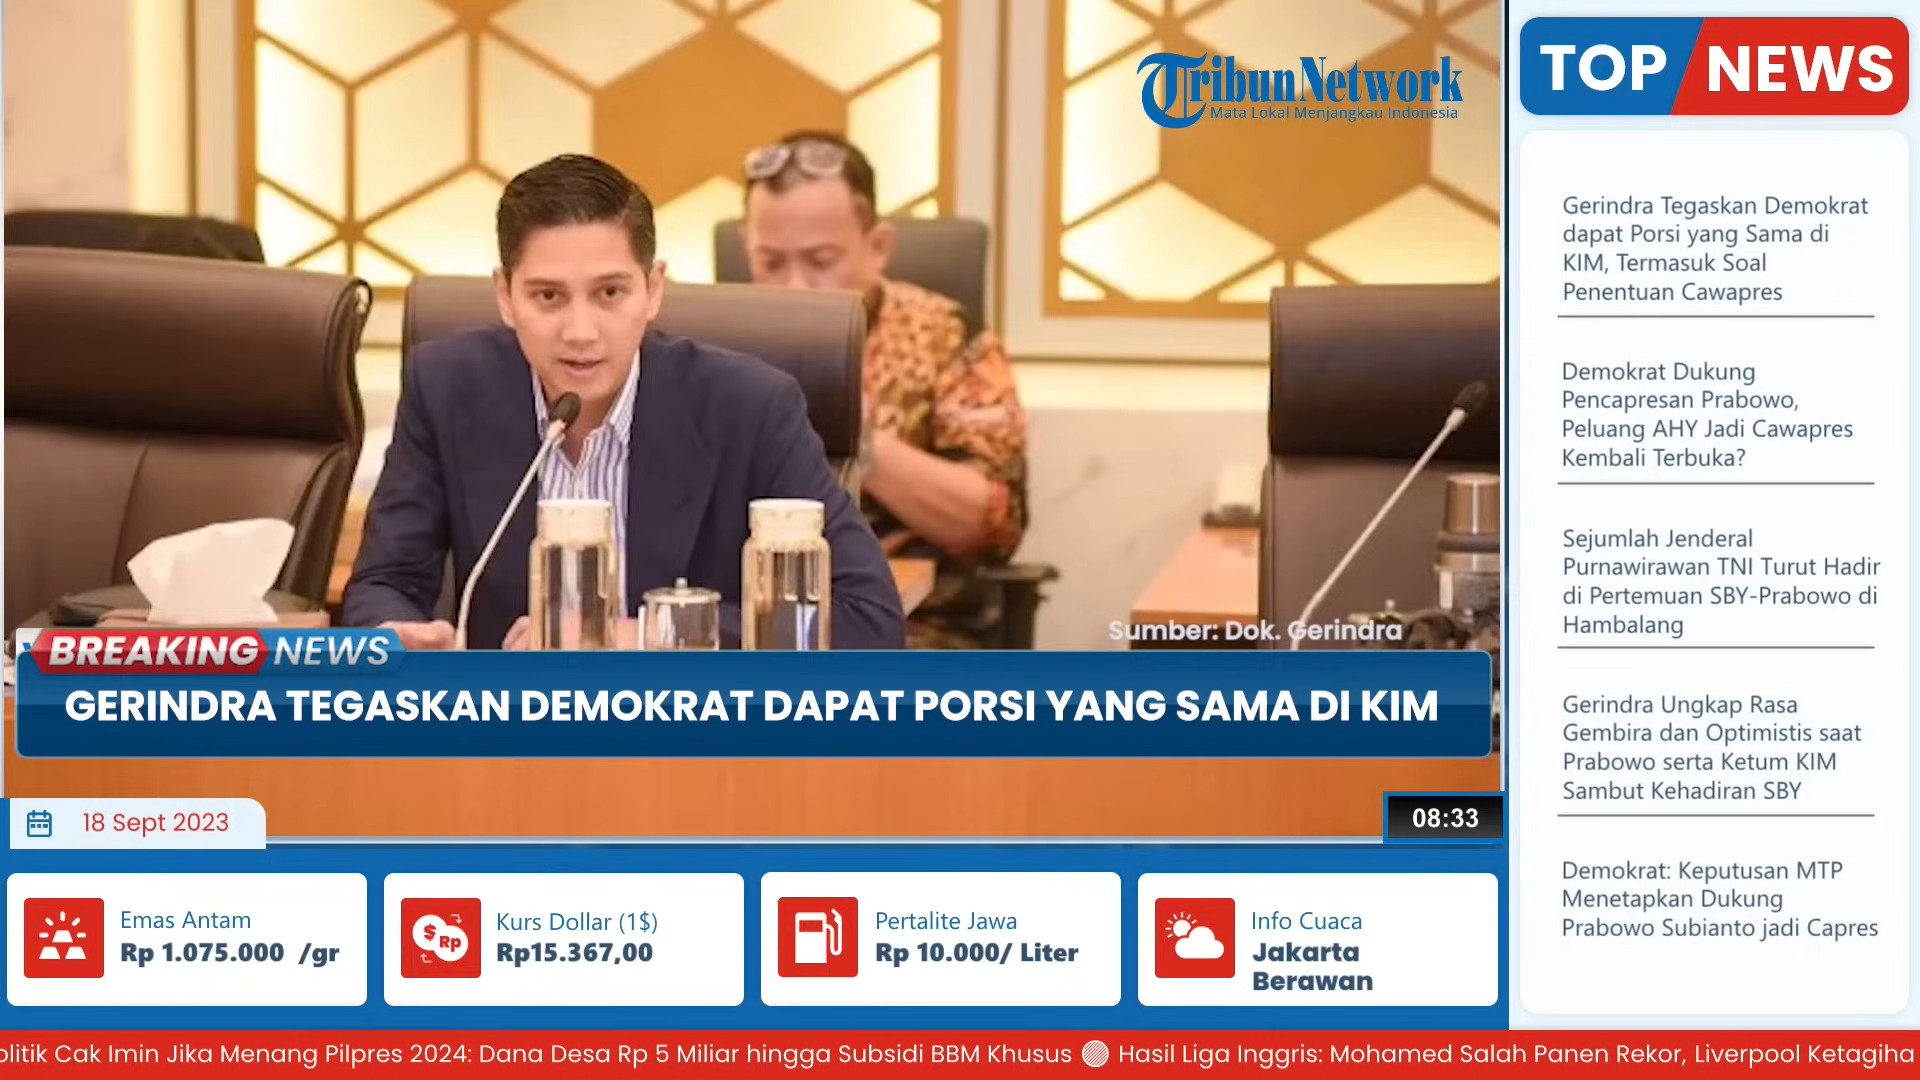 TribunNetwork
Mata Lokal Menjangkau Indonesia
Sumber: Dok. Gerindra
BREAKING NEWS
GERINDRA TEGASKAN DEMOKRAT DAPAT PORSI YANG SAMA DI KIM
18 Sept 2023
08:33
Emas Antam
Rp 1.075.000 /gr
$ Rp
Kurs Dollar (1$)
Rp15.367,00
Pertalite Jawa
Rp 10.000/ Liter
Info Cuaca
Jakarta
Berawan
TOP NEWS
Gerindra Tegaskan Demokrat
dapat Porsi yang Sama di
KIM, Termasuk Soal
Penentuan Cawapres
Demokrat Dukung
Pencapresan Prabowo,
Peluang AHY Jadi Cawapres
Kembali Terbuka?
Sejumlah Jenderal
Purnawirawan TNI Turut Hadir
di Pertemuan SBY-Prabowo di
Hambalang
Gerindra Ungkap Rasa
Gembira dan Optimistis saat
Prabowo serta Ketum KIM
Sambut Kehadiran SBY
Demokrat: Keputusan MTP
Menetapkan Dukung
Prabowo Subianto jadi Capres
olitik Cak Imin Jika Menang Pilpres 2024: Dana Desa Rp 5 Miliar hingga Subsidi BBM Khusus Hasil Liga Inggris: Mohamed Salah Panen Rekor, Liverpool Ketagiha